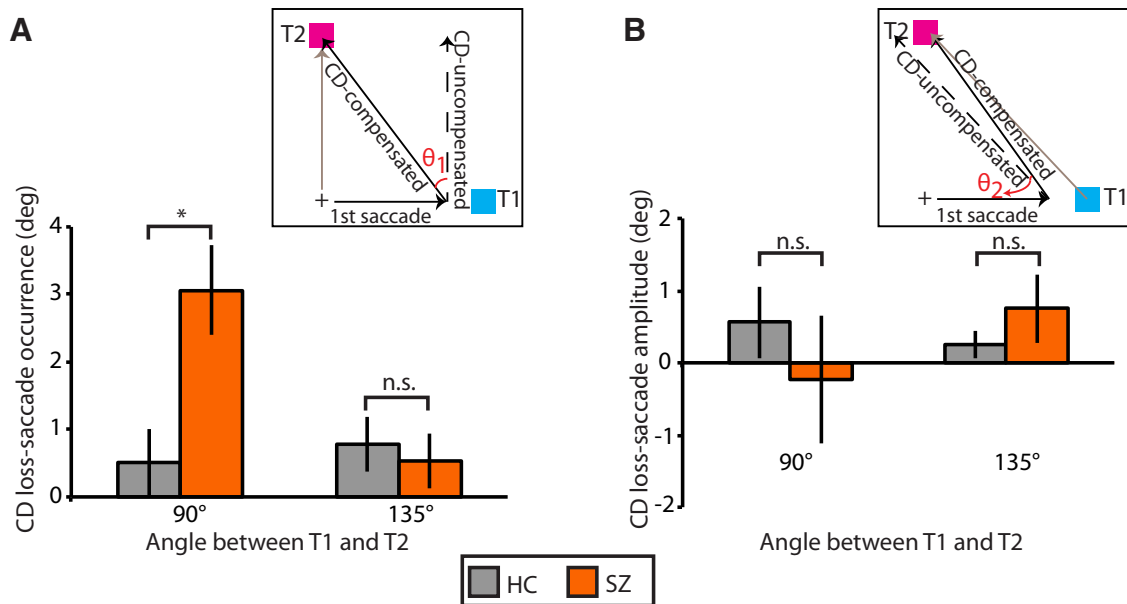 A
T2
CD-compensated
CD-uncompensated
θ1
+
1st saccade
T1
CD loss-saccade occurrence (deg)
4
3
2
1
0
*
n.s.
90°
135°
Angle between T1 and T2
B
T2
CD-compensated
CD-uncompensated
θ2
+
1st saccade
T1
CD loss-saccade amplitude (deg)
2
1
0
-1
-2
n.s.
n.s.
90°
135°
Angle between T1 and T2
HC
SZ